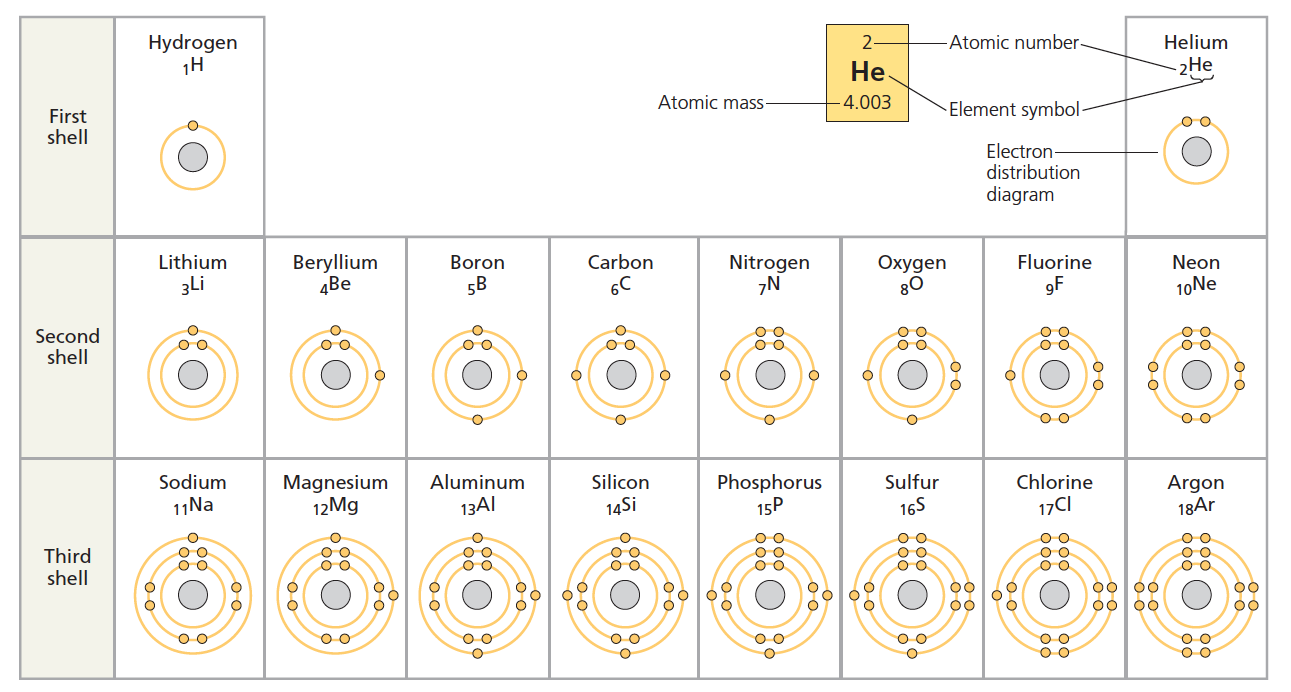 Hydrogen
₁H
2
He
4.003
Atomic number
Atomic mass
Element symbol
Electron
distribution
diagram
Helium
₂He
First
shell
Second
shell
Lithium
₃Li
Beryllium
₄Be
Boron
₅B
Carbon
₆C
Nitrogen
₇N
Oxygen
₈O
Fluorine
₉F
Neon
₁₀Ne
Third
shell
Sodium
₁₁Na
Magnesium
₁₂Mg
Aluminum
₁₃Al
Silicon
₁₄Si
Phosphorus
₁₅P
Sulfur
₁₆S
Chlorine
₁₇Cl
Argon
₁₈Ar